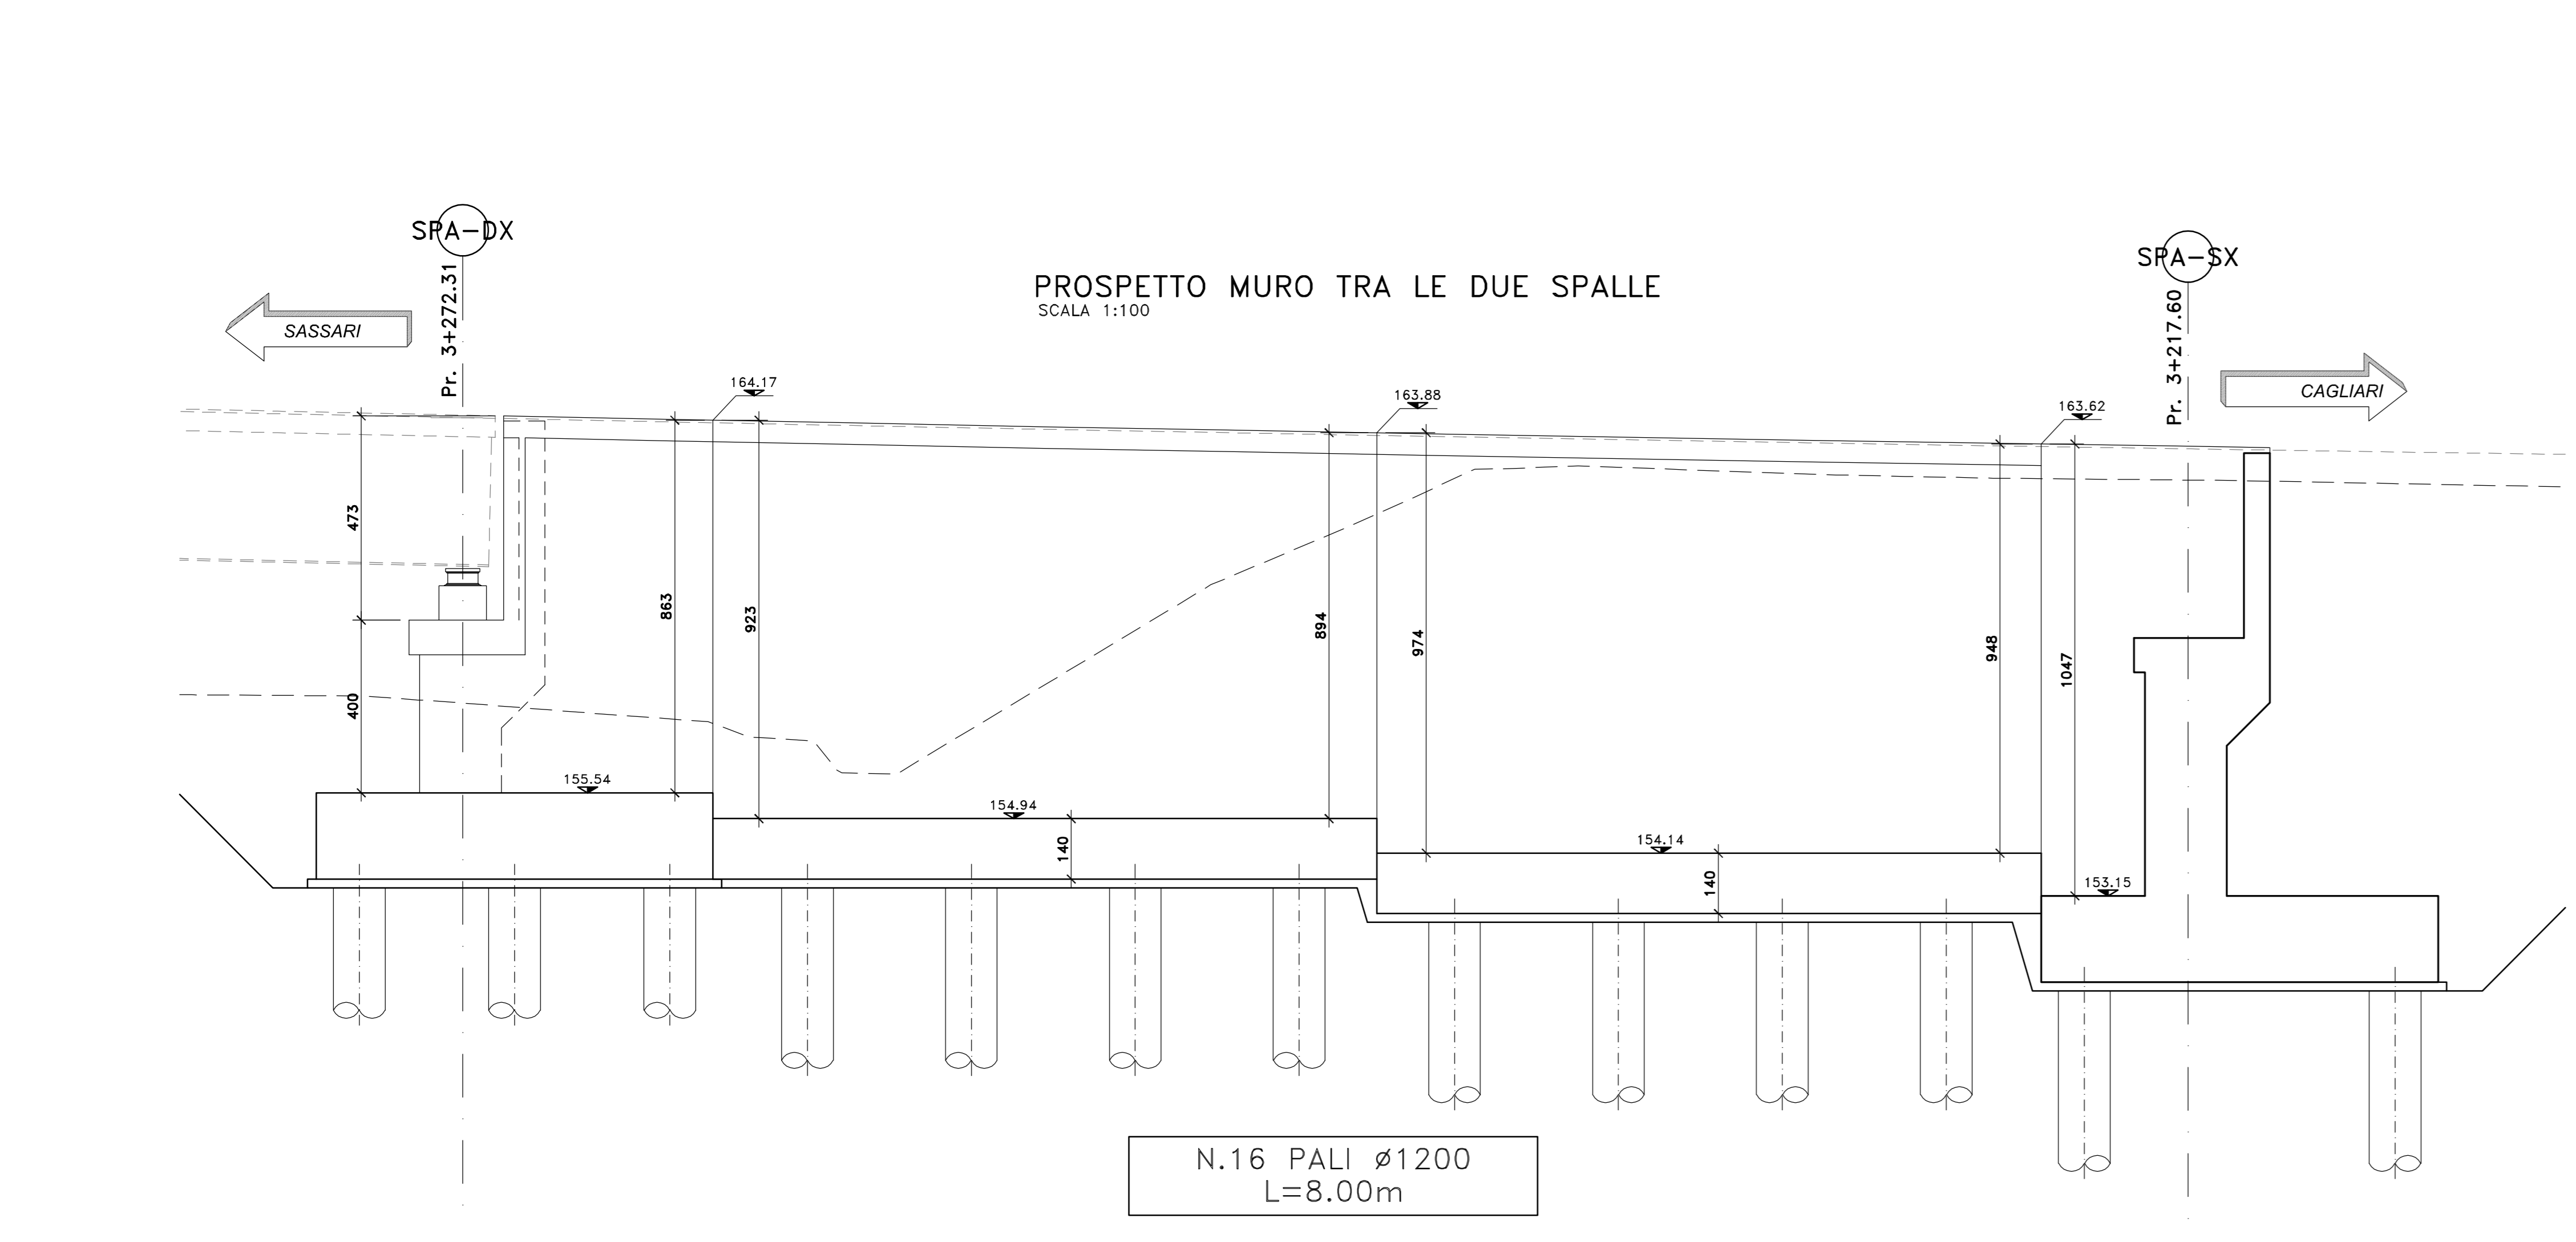 SPA-DX
Pr. 3+272.31
SASSARI
PROSPETTO MURO TRA LE DUE SPALLE
SCALA 1:100
SPA-SX
Pr. 3+217.60
CAGLIARI
164.17
163.88
163.62
473
400
863
923
894
974
948
1047
155.54
154.94
140
154.14
140
153.15
N.16 PALI ø1200
L=8.00m